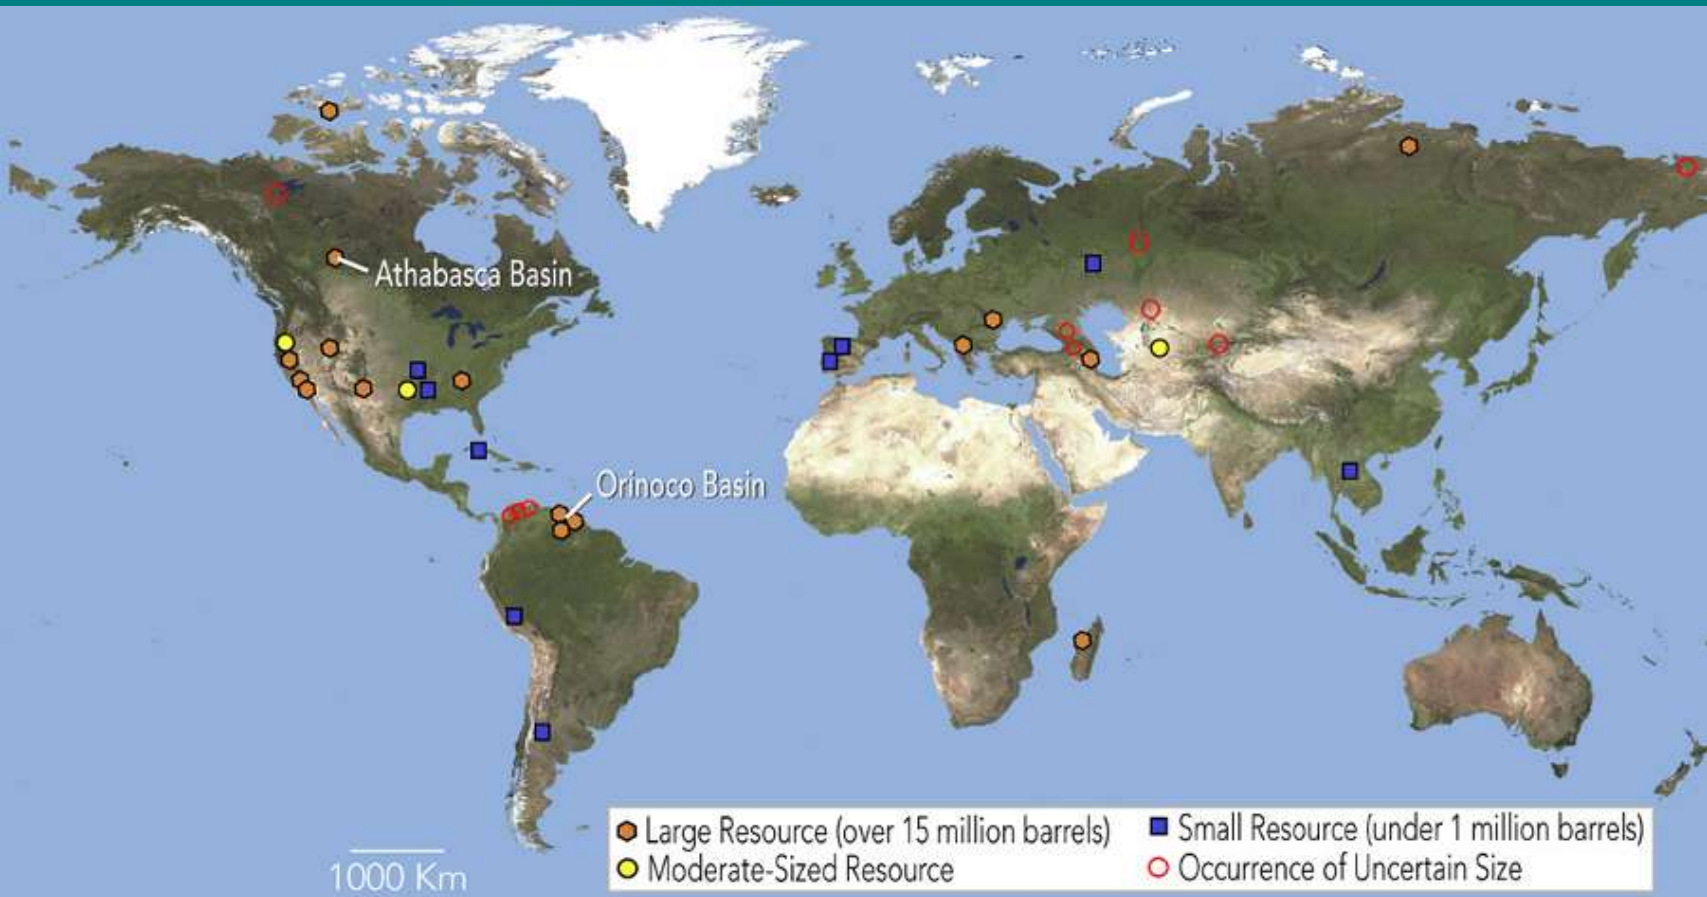 Athabasca Basin
Orinoco Basin
Large Resource (over 15 million barrels)
Small Resource (under 1 million barrels)
Moderate-Sized Resource
Occurrence of Uncertain Size
1000 Km